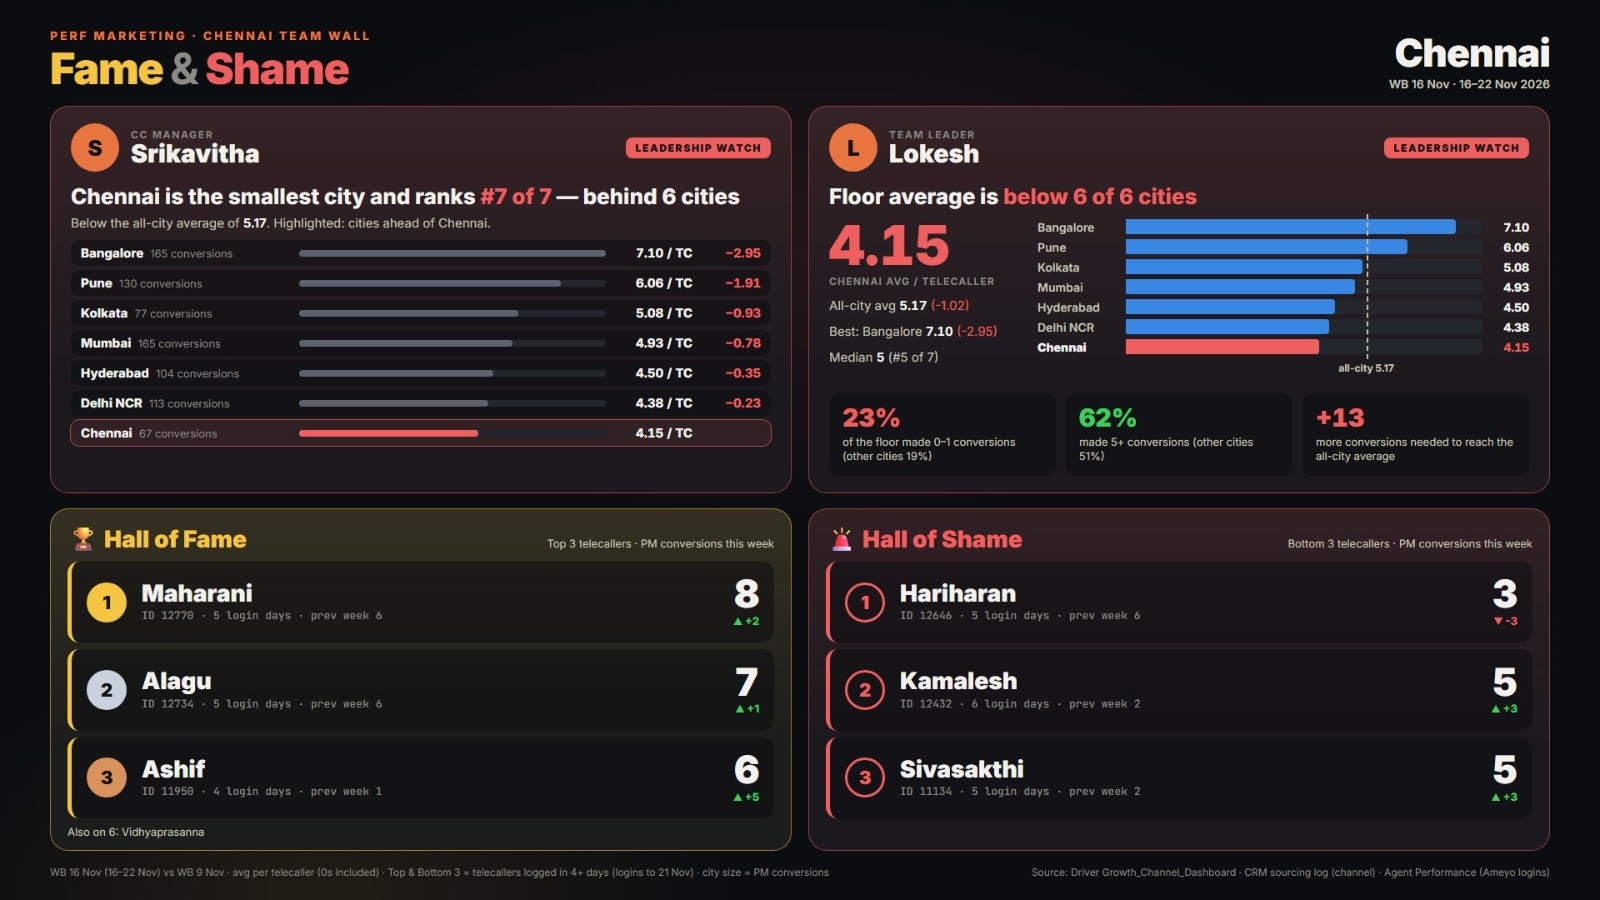 PERF MARKETING · CHENNAI TEAM WALL
Fame & Shame
Chennai
WB 16 Nov · 16–22 Nov 2026
S
CC MANAGER
Srikavitha
LEADERSHIP WATCH
Chennai is the smallest city and ranks #7 of 7 — behind 6 cities
Below the all-city average of 5.17. Highlighted: cities ahead of Chennai.
Bangalore 165 conversions 7.10 / TC −2.95
Pune 130 conversions 6.06 / TC −1.91
Kolkata 77 conversions 5.08 / TC −0.93
Mumbai 165 conversions 4.93 / TC −0.78
Hyderabad 104 conversions 4.50 / TC −0.35
Delhi NCR 113 conversions 4.38 / TC −0.23
Chennai 67 conversions 4.15 / TC
L
TEAM LEADER
Lokesh
LEADERSHIP WATCH
Floor average is below 6 of 6 cities
4.15
CHENNAI AVG / TELECALLER
All-city avg 5.17 (-1.02)
Best: Bangalore 7.10 (-2.95)
Median 5 (#5 of 7)
Bangalore 7.10
Pune 6.06
Kolkata 5.08
Mumbai 4.93
Hyderabad 4.50
Delhi NCR 4.38
Chennai 4.15
all-city 5.17
23%
of the floor made 0–1 conversions
(other cities 19%)
62%
made 5+ conversions (other cities
51%)
+13
more conversions needed to reach the
all-city average
🏆 Hall of Fame
Top 3 telecallers · PM conversions this week
1
Maharani
ID 12770 · 5 login days · prev week 6
8
▲ +2
2
Alagu
ID 12734 · 5 login days · prev week 6
7
▲ +1
3
Ashif
ID 11950 · 4 login days · prev week 1
6
▲ +5
Also on 6: Vidhyaprasanna
🚨 Hall of Shame
Bottom 3 telecallers · PM conversions this week
1
Hariharan
ID 12646 · 5 login days · prev week 6
3
▼ -3
2
Kamalesh
ID 12432 · 6 login days · prev week 2
5
▲ +3
3
Sivasakthi
ID 11134 · 5 login days · prev week 2
5
▲ +3
WB 16 Nov (16–22 Nov) vs WB 9 Nov · avg per telecaller (0s included) · Top & Bottom 3 = telecallers logged in 4+ days (logins to 21 Nov) · city size = PM conversions
Source: Driver Growth_Channel_Dashboard · CRM sourcing log (channel) · Agent Performance (Ameyo logins)